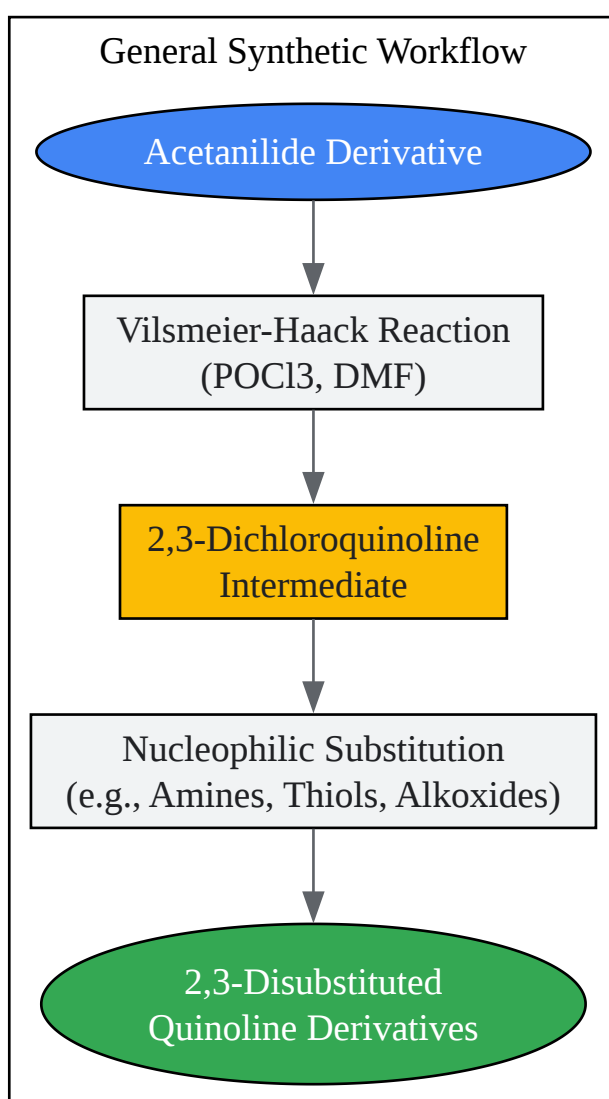 General Synthetic Workflow
Acetanilide Derivative
Vilsmeier-Haack Reaction
(POCl3, DMF)
2,3-Dichloroquinoline
Intermediate
Nucleophilic Substitution
(e.g., Amines, Thiols, Alkoxides)
2,3-Disubstituted
Quinoline Derivatives